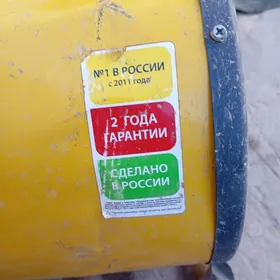 №1 В РОССИИ
с 2011 года
2 ГОДА
ГАРАНТИИ
СДЕЛАНО
В РОССИИ